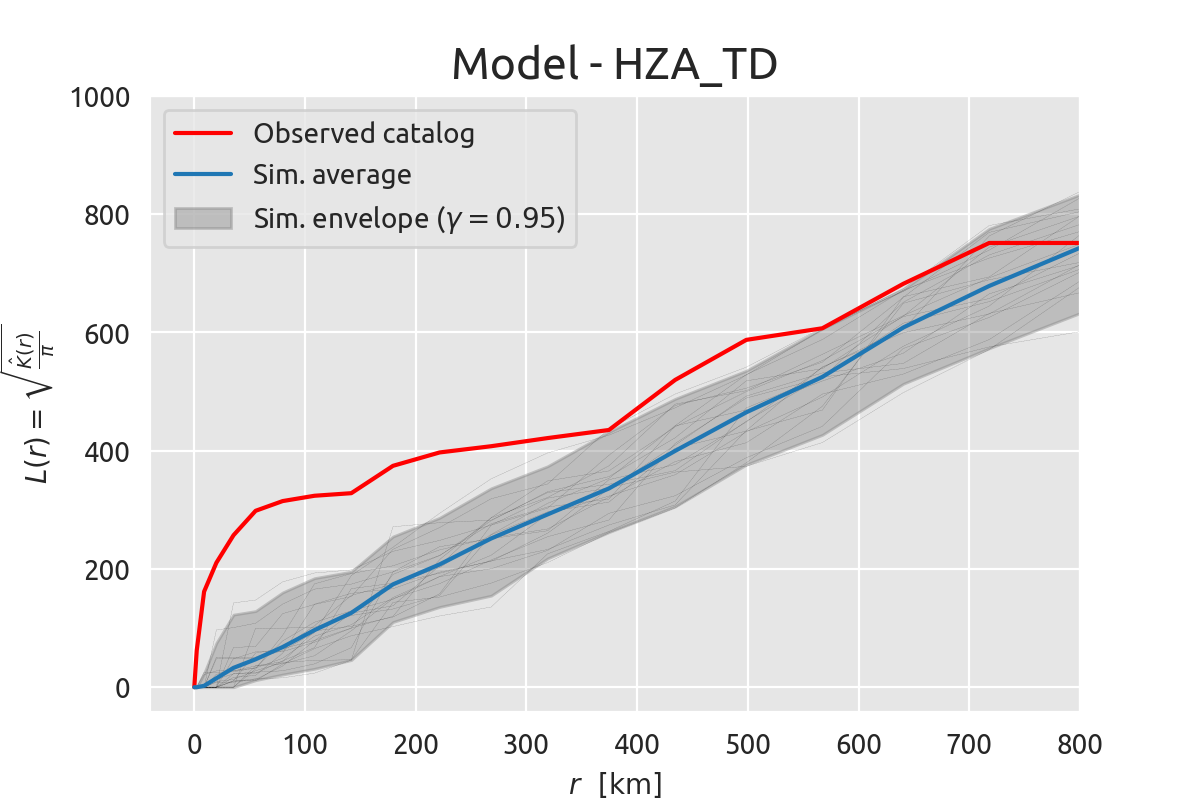 Model - HZA_TD
1000
800
600
400
200
0
Observed catalog
Sim. average
Sim. envelope (γ = 0.95)
L(r) = √(K̂(r)/π)
0 100 200 300 400 500 600 700 800
r [km]